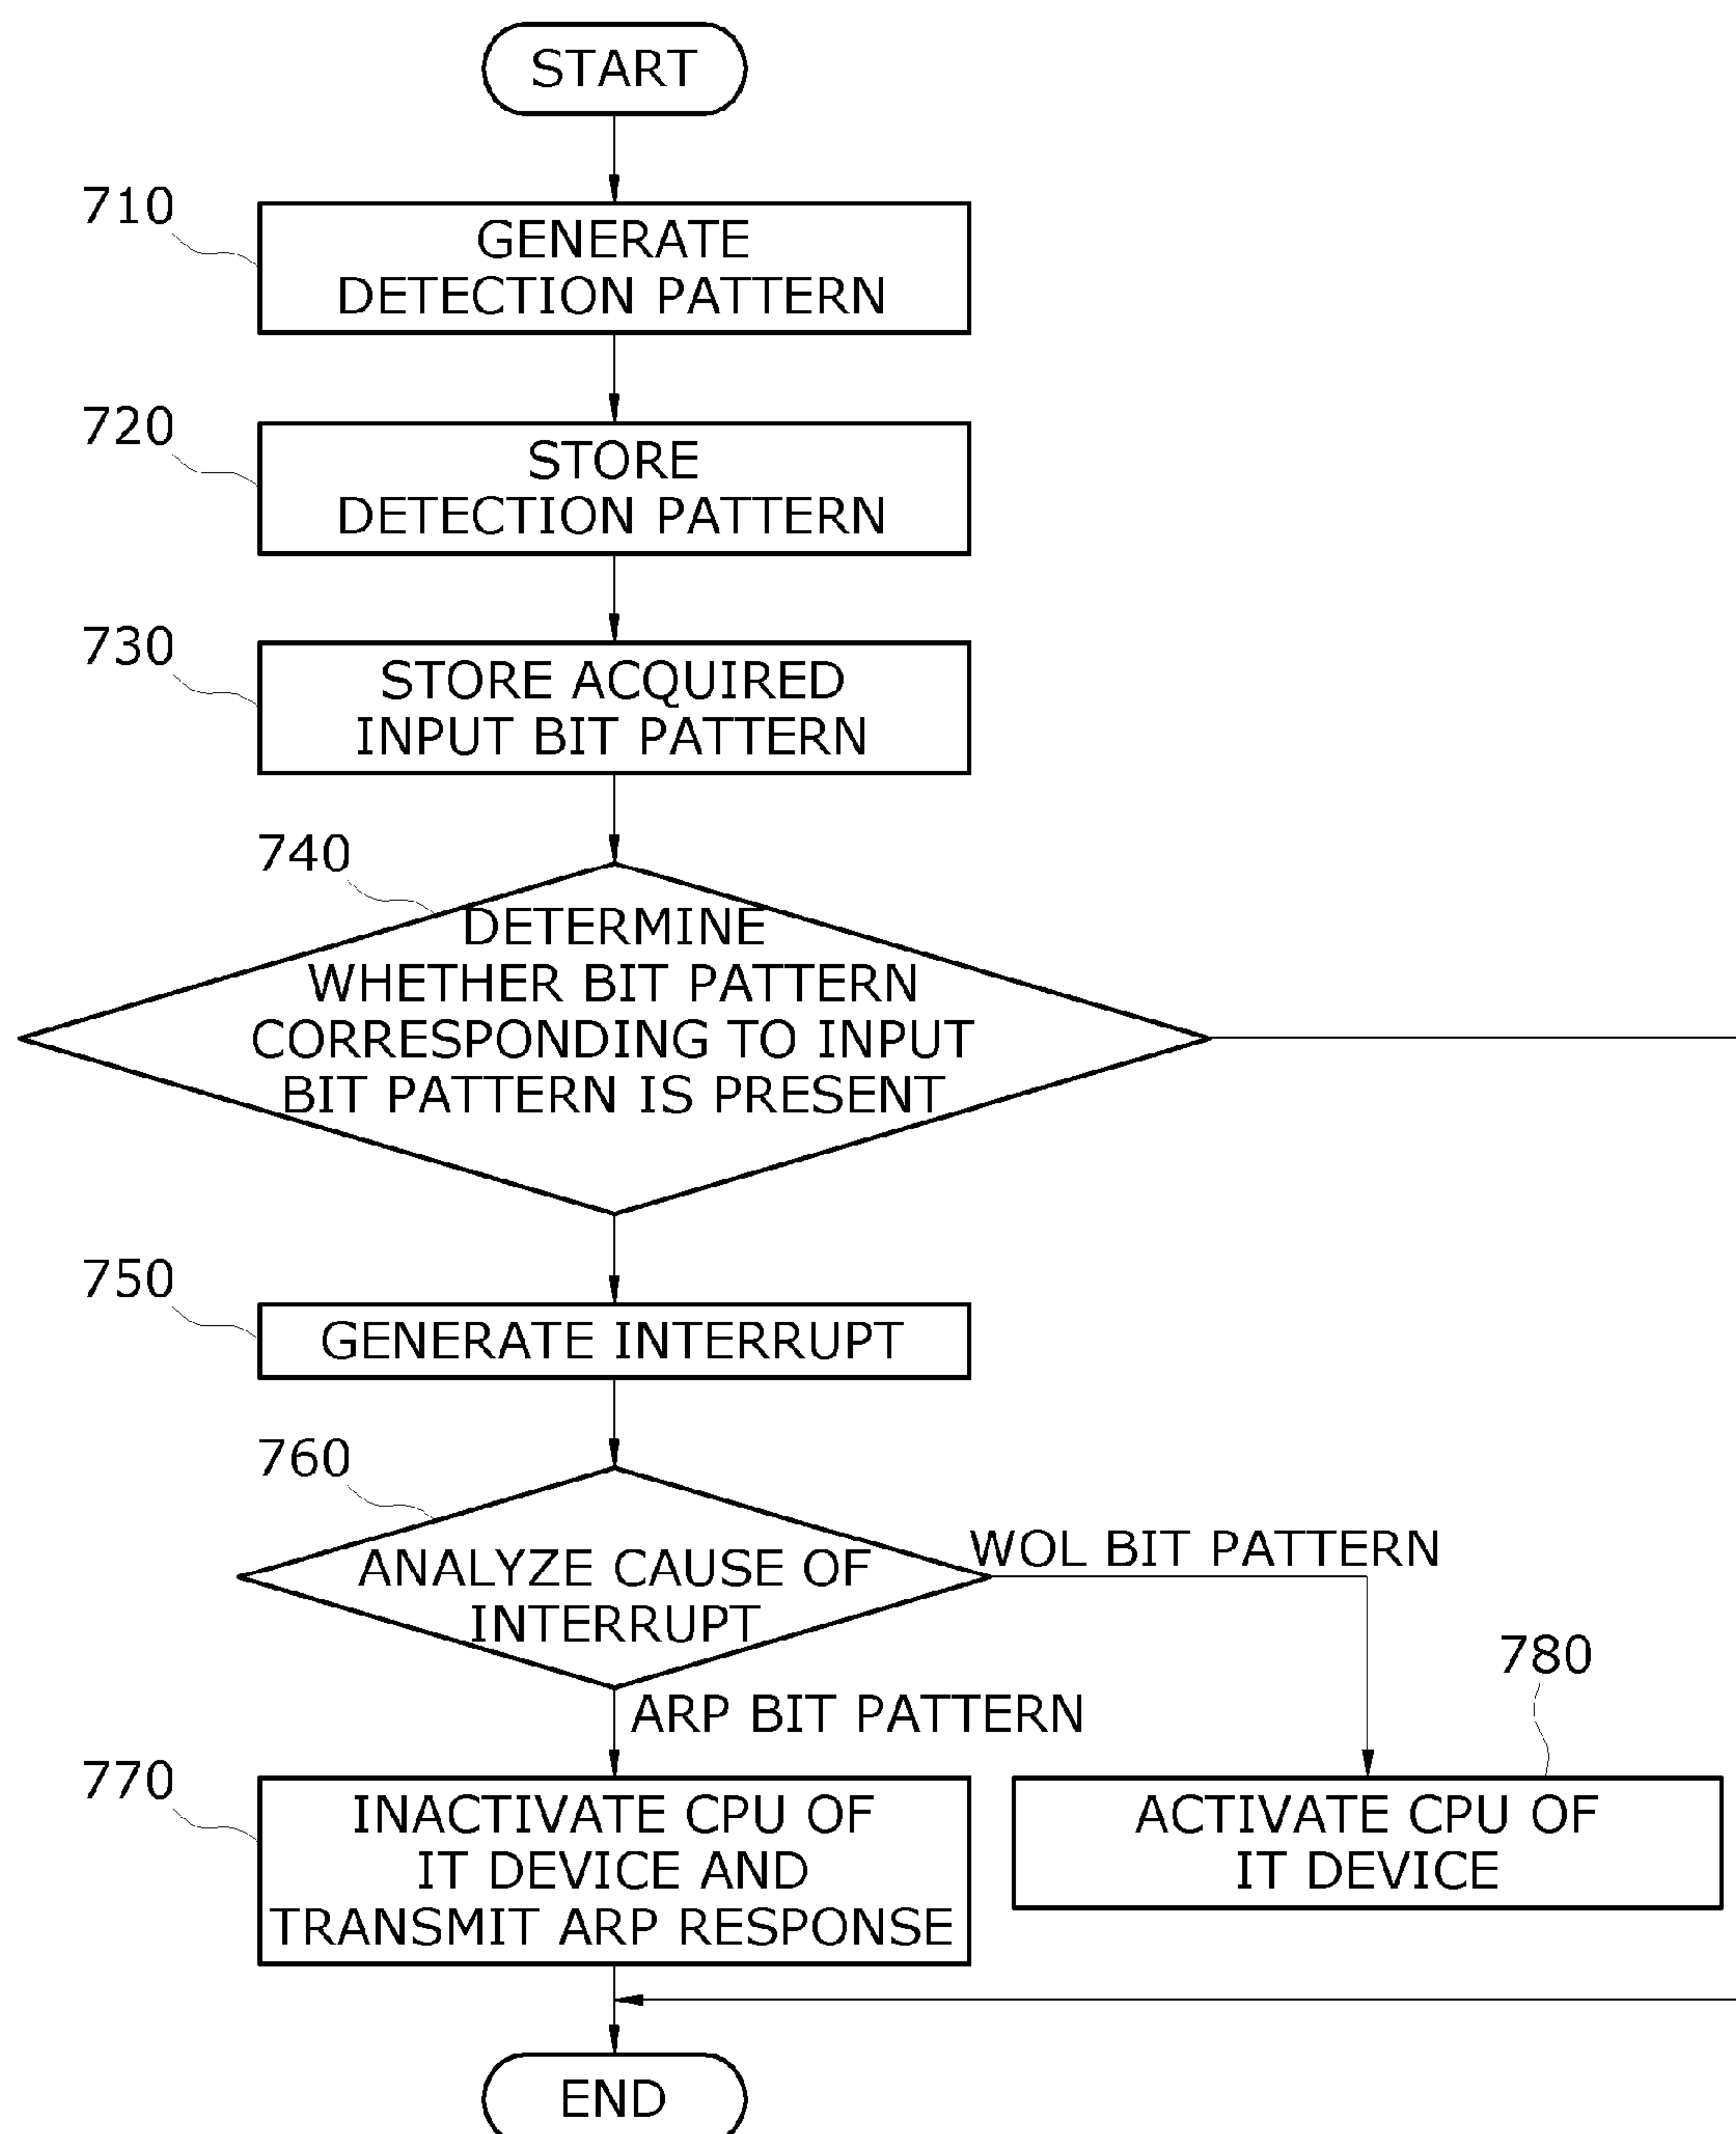 START
710
GENERATE
DETECTION PATTERN
720
STORE
DETECTION PATTERN
730
STORE ACQUIRED
INPUT BIT PATTERN
740
DETERMINE
WHETHER BIT PATTERN
CORRESPONDING TO INPUT
BIT PATTERN IS PRESENT
750
GENERATE INTERRUPT
760
ANALYZE CAUSE OF
INTERRUPT
WOL BIT PATTERN
ARP BIT PATTERN
770
INACTIVATE CPU OF
IT DEVICE AND
TRANSMIT ARP RESPONSE
780
ACTIVATE CPU OF
IT DEVICE
END